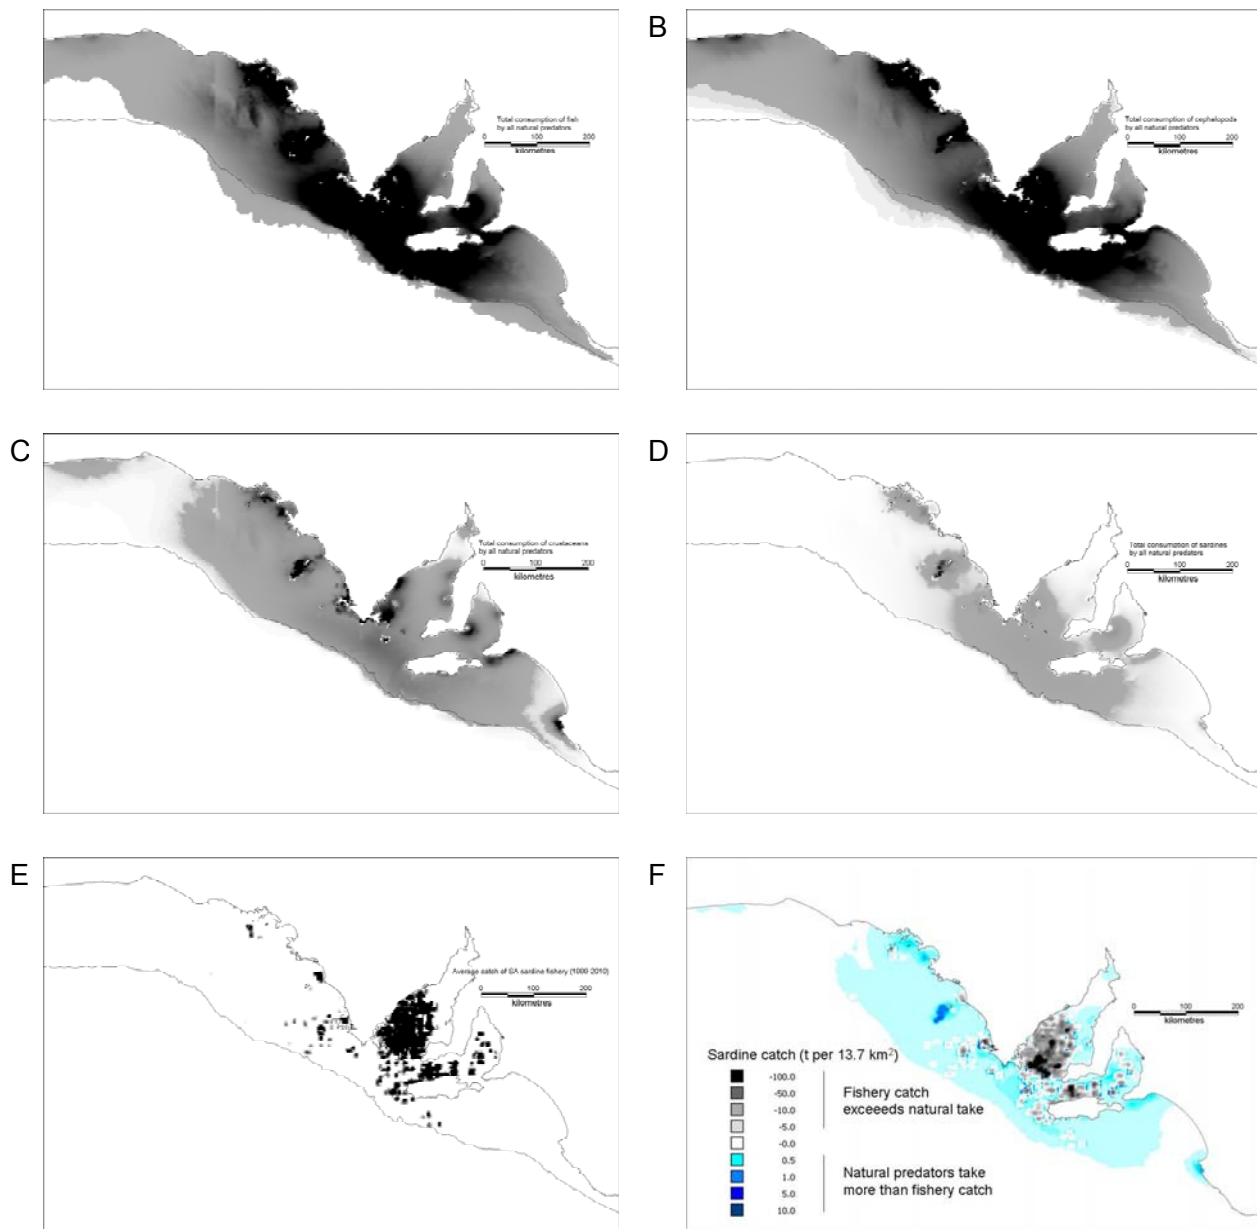 B
Total consumption of fish
by all natural predators
0 100 200
kilometres
Total consumption of cephalopods
by all natural predators
0 100 200
kilometres
C
D
Total consumption of crustaceans
by all natural predators
0 100 200
kilometres
Total consumption of sardines
by all natural predators
0 100 200
kilometres
E
F
Average catch of SA sardine fishery
0 100 200
kilometres
0 100 200
kilometres
Sardine catch (t per 13.7 km²)
-100.0
-50.0
-10.0
-5.0
-0.0
0.5
1.0
5.0
10.0
Fishery catch
exceeeds natural take
Natural predators take
more than fishery catch